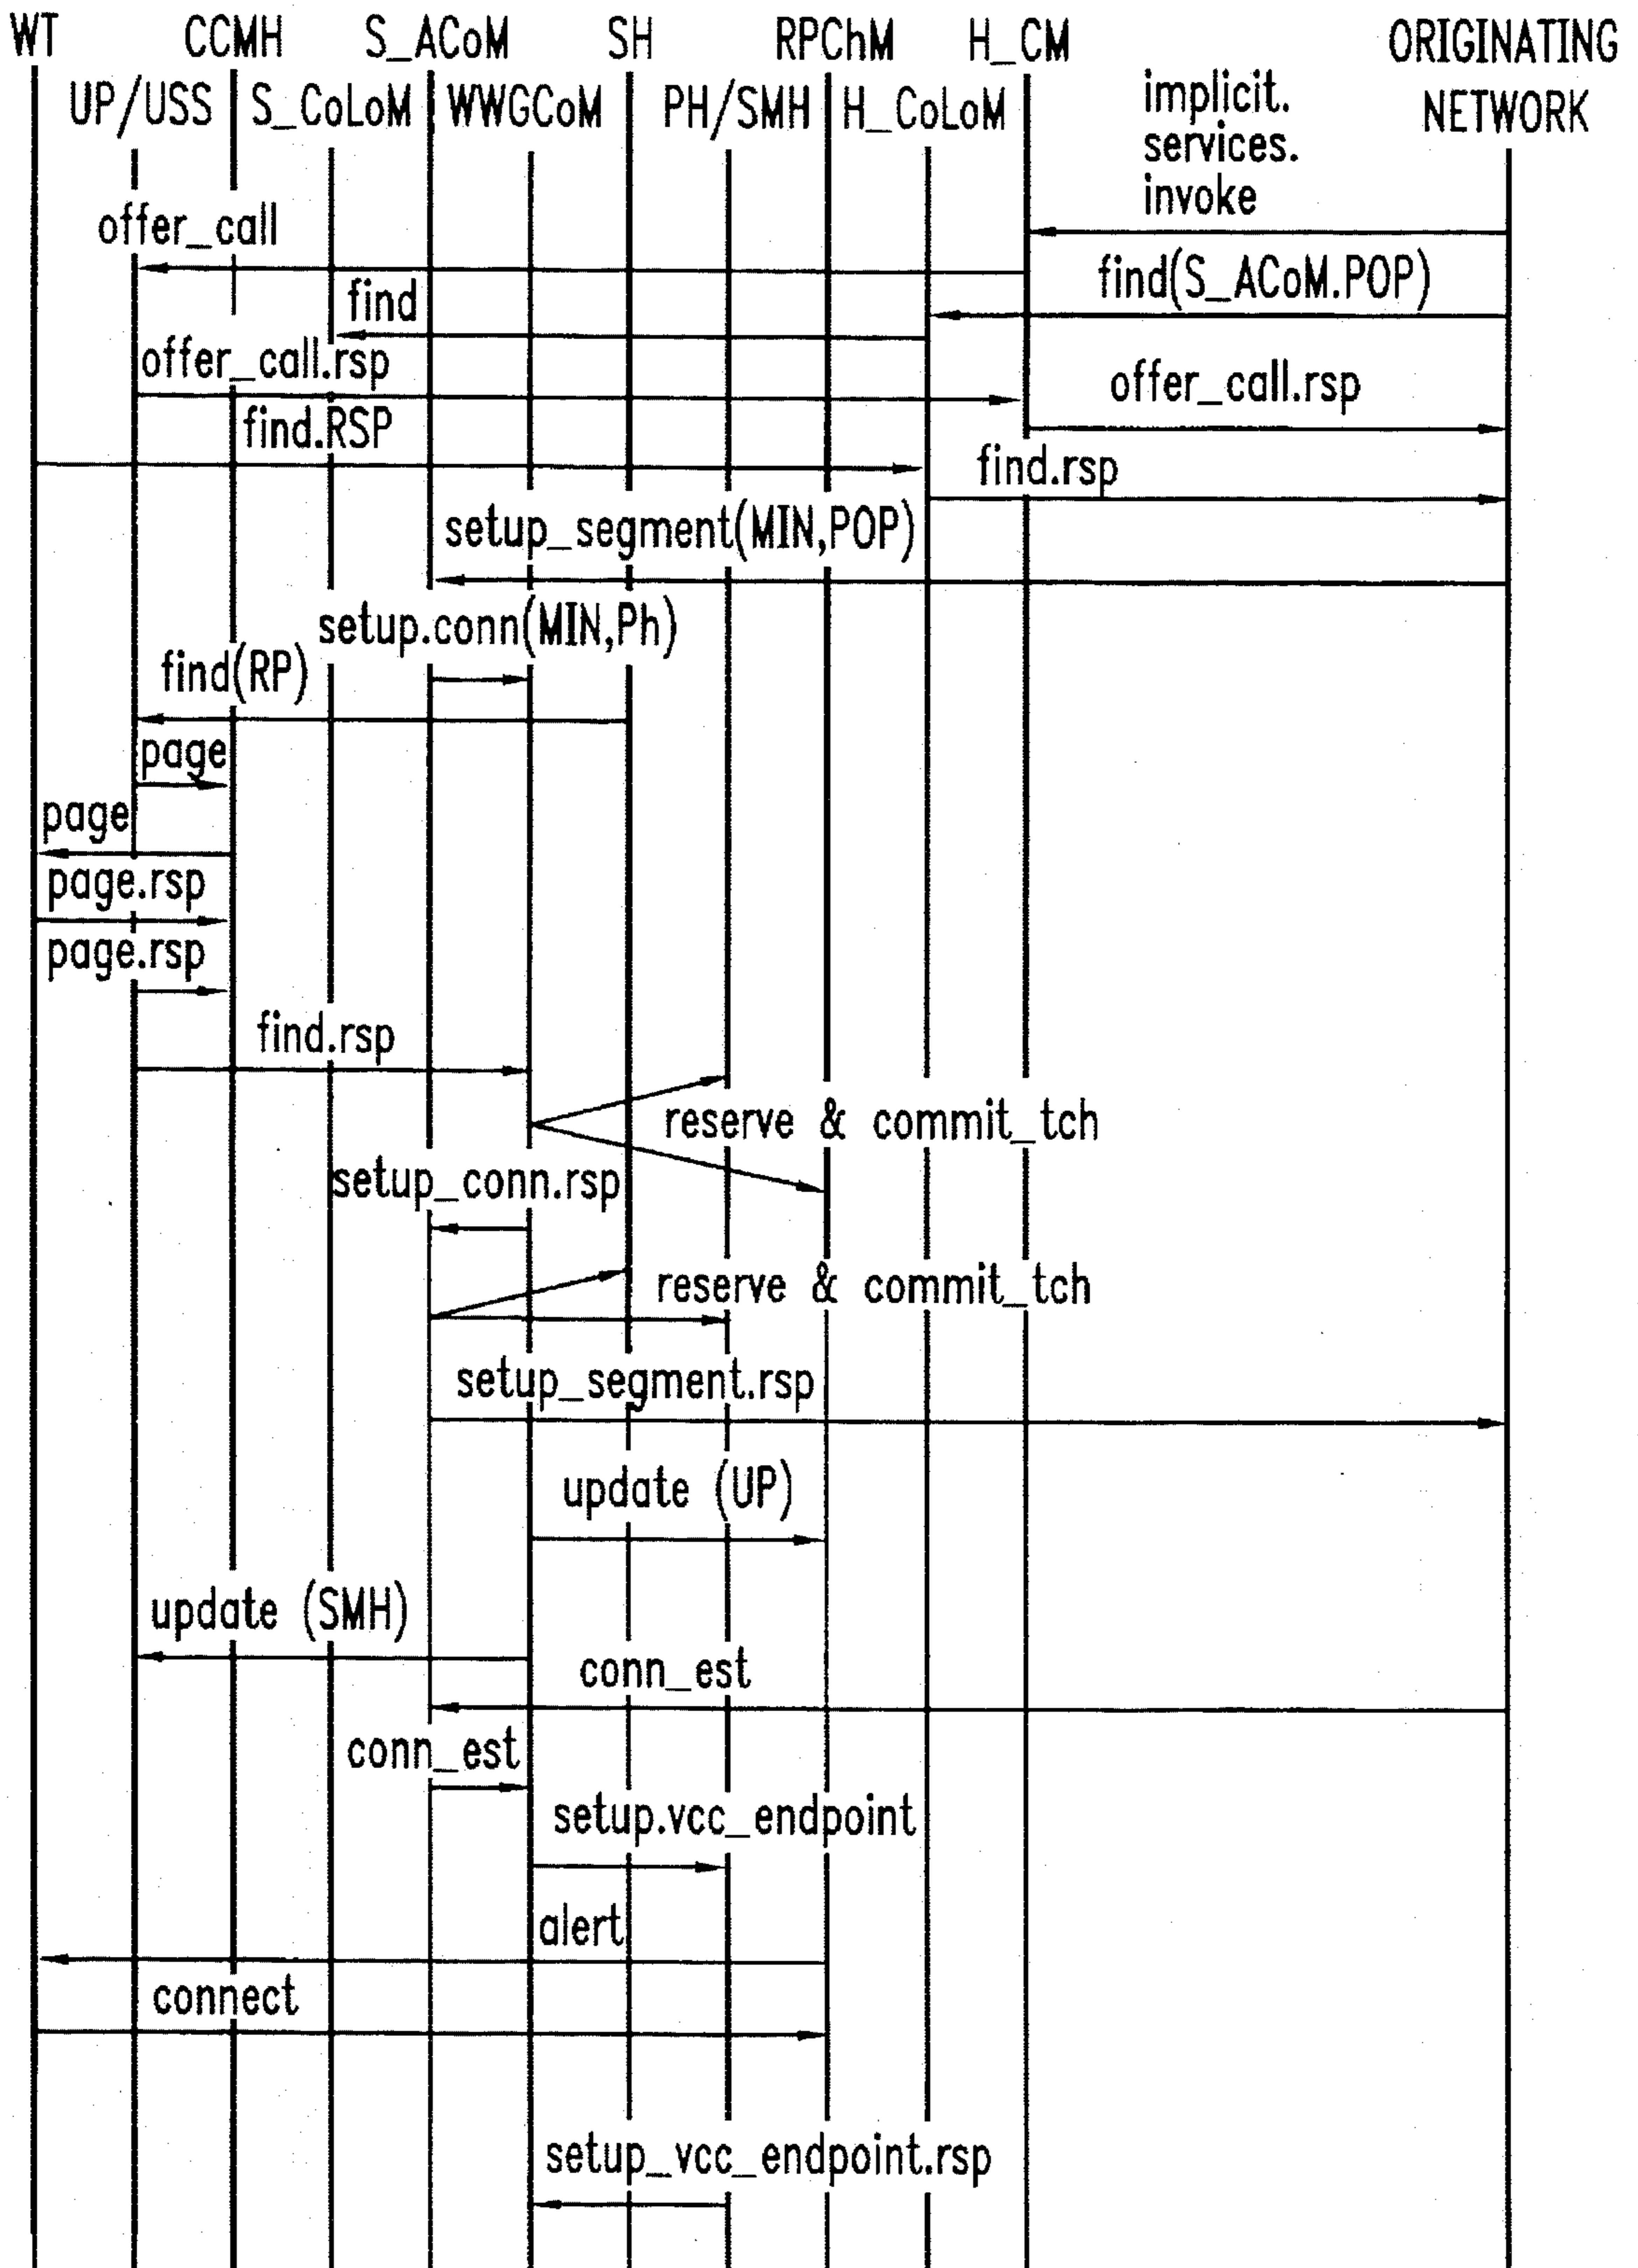 WT CCMH S_ACoM SH RPChM H_CM ORIGINATING
UP/USS S_CoLoM WWGCoM PH/SMH H_CoLoM NETWORK
implicit.
services.
invoke
offer_call
find(S_ACoM.POP)
find
offer_call.rsp
offer_call.rsp
find.RSP
find.rsp
setup_segment(MIN,POP)
setup.conn(MIN,Ph)
find(RP)
page
page
page.rsp
page.rsp
find.rsp
reserve & commit_tch
setup_conn.rsp
reserve & commit_tch
setup_segment.rsp
update (UP)
update (SMH)
conn_est
conn_est
setup.vcc_endpoint
alert
connect
setup_vcc_endpoint.rsp